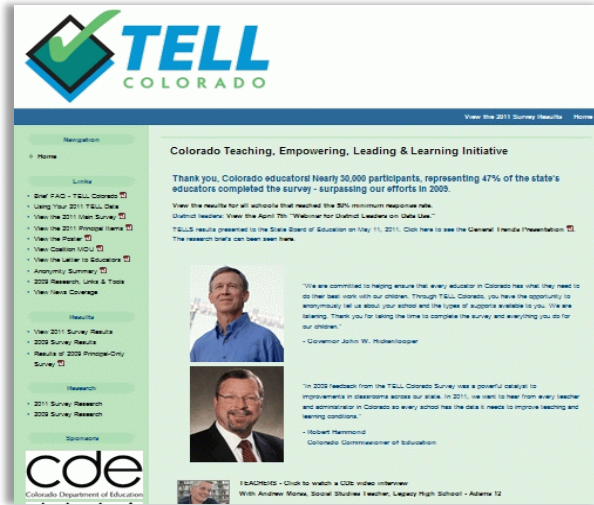 TELL
COLORADO
View the 2011 Survey Results Home
Navigation
Home
Links
Brief FAQ - TELL Colorado
Using Your 2011 TELL Data
View the 2011 Main Survey
View the 2011 Principal Items
View the Poster
View Coalition MOU
View the Letter to Educators
Anonymity Summary
2009 Research, Links & Tools
View News Coverage
Results
View 2011 Survey Results
2009 Survey Results
Results of 2009 Principal-Only
Survey
Research
2011 Survey Research
2009 Survey Research
Sponsors
cde
Colorado Department of Education
Colorado Teaching, Empowering, Leading & Learning Initiative
Thank you, Colorado educators! Nearly 30,000 participants, representing 47% of the state's
educators completed the survey - surpassing our efforts in 2009.
View the results for all schools that reached the 50% minimum response rate.
District leaders: View the April 7th "Webinar for District Leaders on Data Use."
TELLS results presented to the State Board of Education on May 11, 2011. Click here to see the General Trends Presentation
The research briefs can been seen here.
"We are committed to helping ensure that every educator in Colorado has what they need to
do their best work with our children. Through TELL Colorado, you have the opportunity to
anonymously tell us about your school and the types of supports available to you. We are
listening. Thank you for taking the time to complete the survey and everything you do for
our children."
- Governor John W. Hickenlooper
"In 2009 feedback from the TELL Colorado Survey was a powerful catalyst to
improvements in classrooms across our state. In 2011, we want to hear from every teacher
and administrator in Colorado so every school has the data it needs to improve teaching and
learning conditions."
- Robert Hammond
Colorado Commissioner of Education
TEACHERS - Click to watch a CDE video interview
With Andrew Moras, Social Studies Teacher, Legacy High School - Adams 12